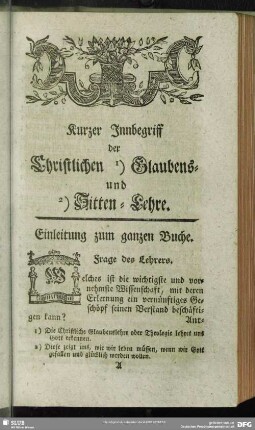 Kurzer Innbegriff
der
Christlichen ¹) Glaubens-
und
²) Sitten-Lehre.
Einleitung zum ganzen Buche.
Frage des Lehrers.
Welches ist die wichtigste und vor-
nehmste Wissenschaft, mit deren
Erlernung ein vernünftiges Ge-
schöpf seinen Verstand beschäfti-
gen kann?
Ant-
1) Die Christliche Glaubenslehre oder Theologie lehret uns
Gott erkennen.
2) Diese zeigt uns, wie wir leben müssen, wenn wir Gott
gefallen und glücklich werden wollen.
A
SLUB
DFG